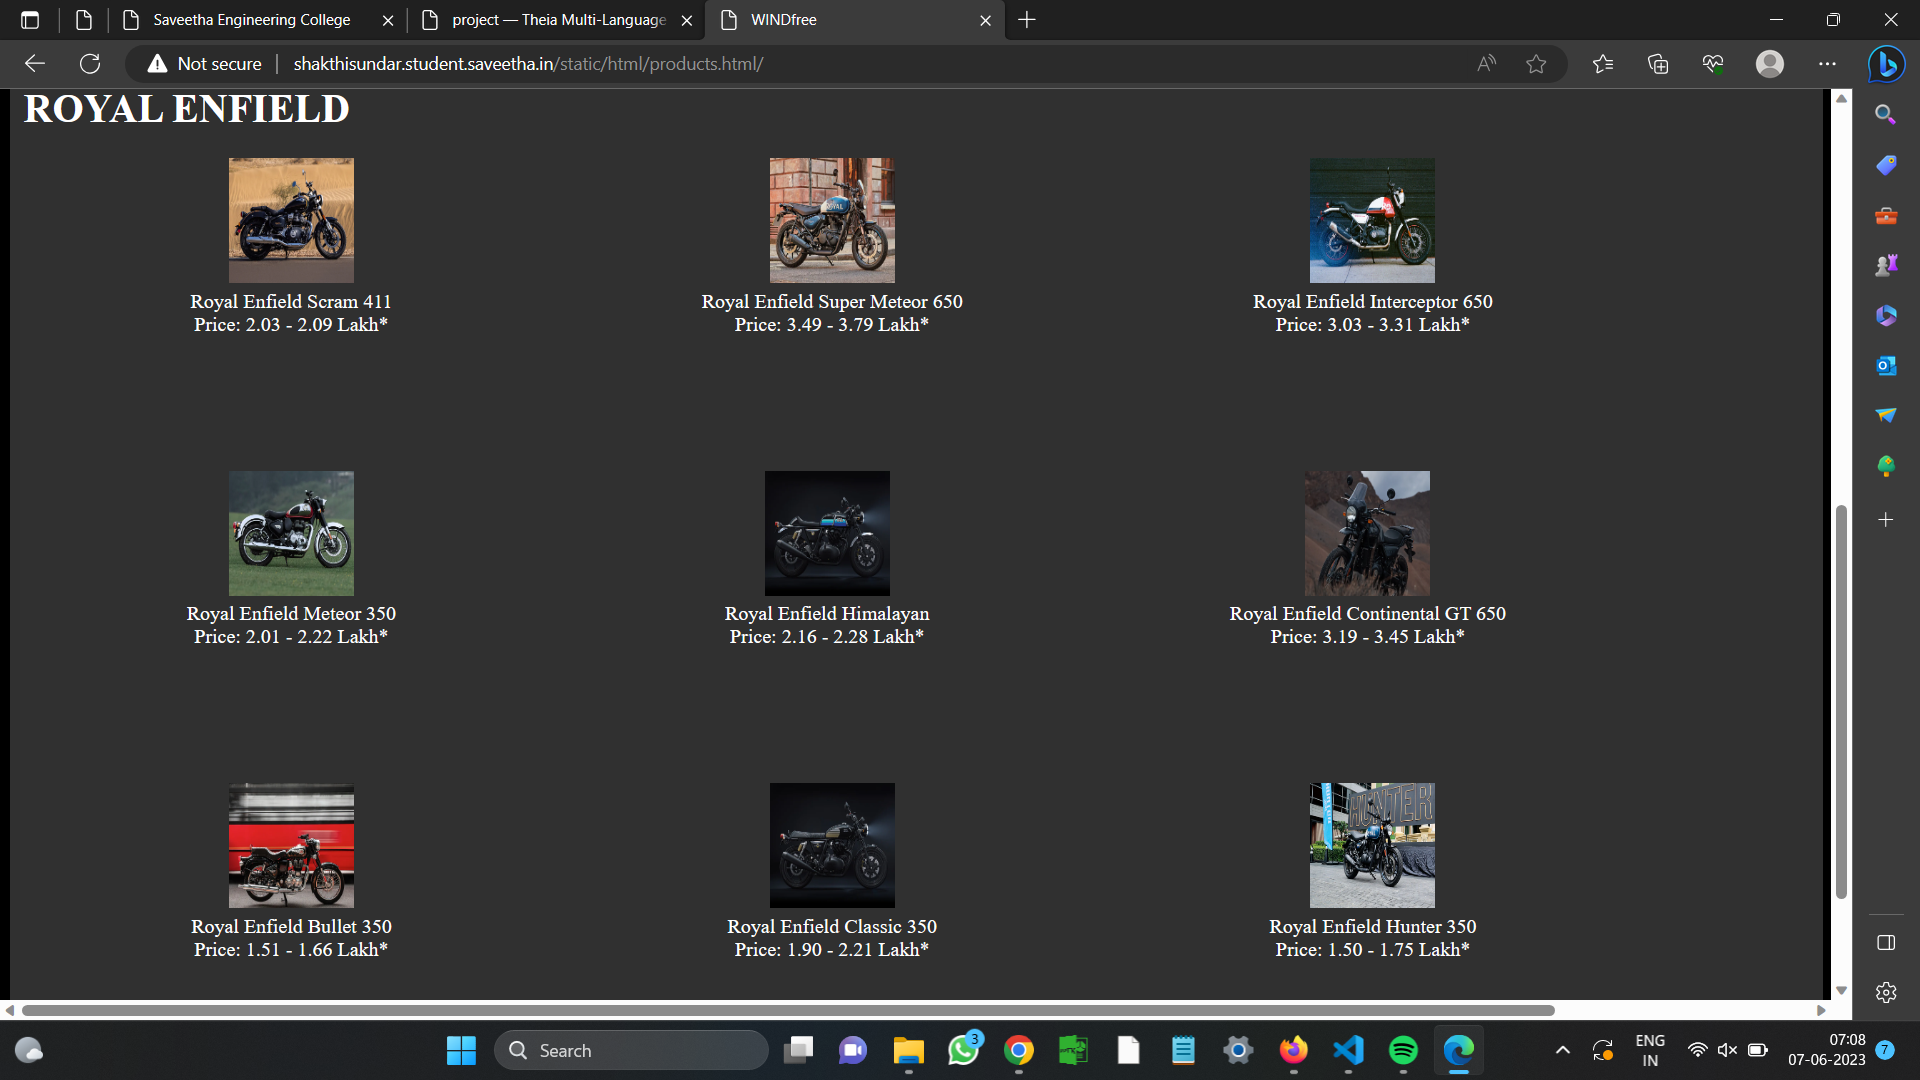 Saveetha Engineering College
project — Theia Multi-Language
WINDfree
Not secure
shakthisundar.student.saveetha.in/static/html/products.html/
ROYAL ENFIELD
Royal Enfield Scram 411
Price: 2.03 - 2.09 Lakh*
Royal Enfield Super Meteor 650
Price: 3.49 - 3.79 Lakh*
Royal Enfield Interceptor 650
Price: 3.03 - 3.31 Lakh*
Royal Enfield Meteor 350
Price: 2.01 - 2.22 Lakh*
Royal Enfield Himalayan
Price: 2.16 - 2.28 Lakh*
Royal Enfield Continental GT 650
Price: 3.19 - 3.45 Lakh*
HUNTER
Royal Enfield Bullet 350
Price: 1.51 - 1.66 Lakh*
Royal Enfield Classic 350
Price: 1.90 - 2.21 Lakh*
Royal Enfield Hunter 350
Price: 1.50 - 1.75 Lakh*
Search
3
ENG
IN
07:08
07-06-2023
7